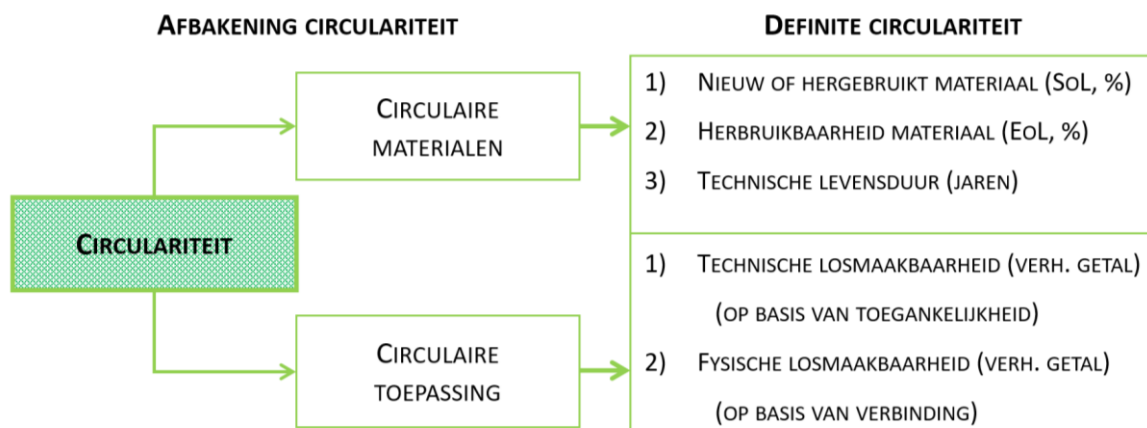 AFBAKENING CIRCULARITEIT
DEFINITE CIRCULARITEIT
CIRCULARITEIT
CIRCULAIRE
MATERIALEN
1) NIEUW OF HERGEBRUIKT MATERIAAL (SOL, %)
2) HERBRUIKBAARHEID MATERIAAL (EOL, %)
3) TECHNISCHE LEVENSDUUR (JAREN)
CIRCULAIRE
TOEPASSING
1) TECHNISCHE LOSMAAKBAARHEID (VERH. GETAL)
(OP BASIS VAN TOEGANKELIJKHEID)
2) FYSISCHE LOSMAAKBAARHEID (VERH. GETAL)
(OP BASIS VAN VERBINDING)